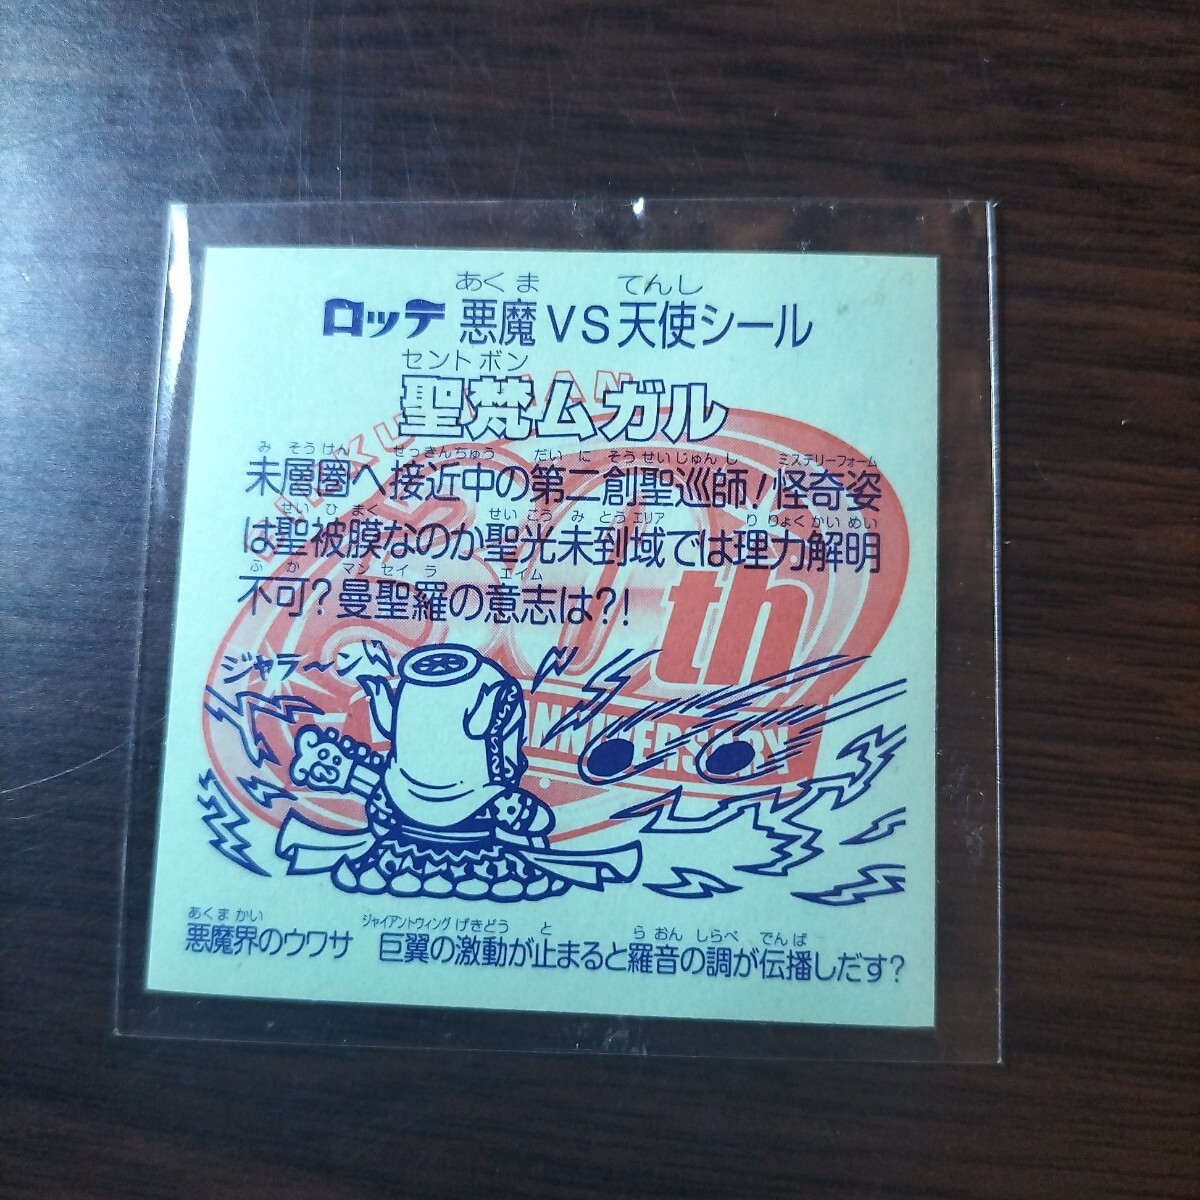 あくま てんし
ロッテ 悪魔VS天使シール
セントボン
聖梵ムガル
みそうけん せっきんちゅう だいに そうせいじゅんし ミステリーフォーム
未層圏へ接近中の第二創聖巡師!怪奇姿
せいひまく せいこうみとうエリア りりょくかいめい
は聖被膜なのか聖光未到域では理力解明
ふか マンセイラ エイム
不可?曼聖羅の意志は?!
30th
ANNIVERSARY
ジャラ〜ン
あくまかい ジャイアントウィング げきどう と らおん しらべ でんぱ
悪魔界のウワサ 巨翼の激動が止まると羅音の調が伝播しだす?